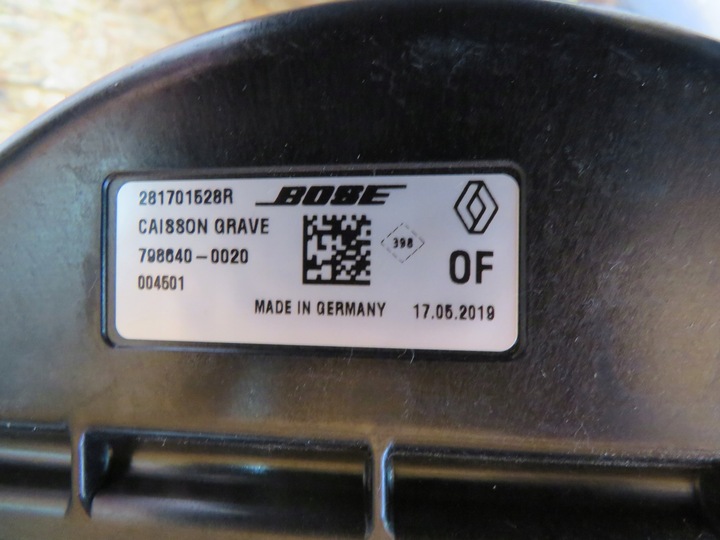 281701528R BOSE
CAISSON GRAVE
798640-0020 398 OF
004501
MADE IN GERMANY 17.05.2019